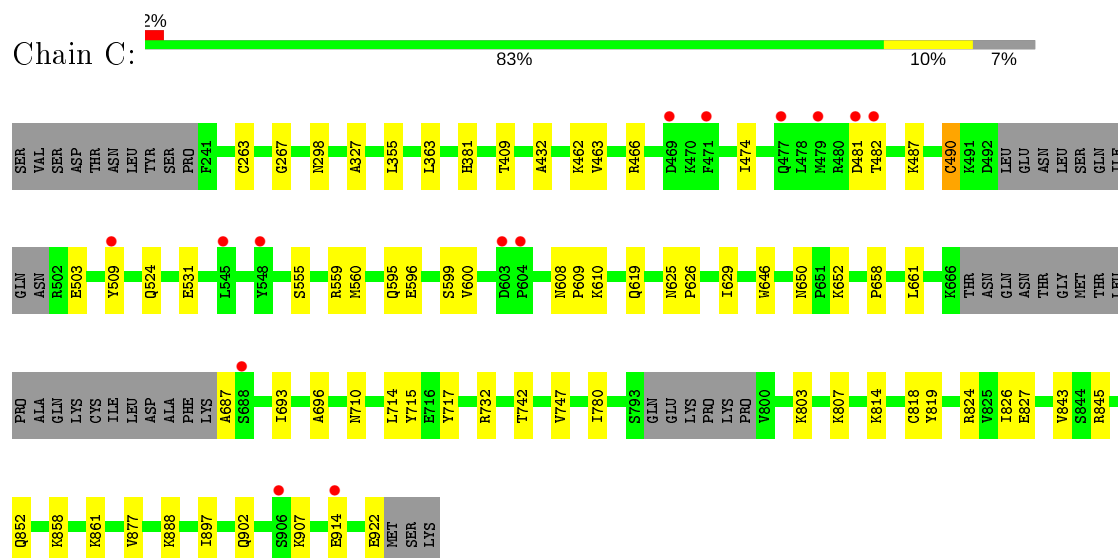 2%
Chain C:
83% 10% 7%
SER VAL SER ASP THR ASN LEU TYR SER PRO F241 C263 G267 N298 A327 L355 L363 H381 T409 A432 K462 V463 R466 D469 K470 F471 I474 Q477 L478 M479 R480 D481 T482 K487 C490 K491 D492 LEU GLU ASN LEU SER GLN ILE
GLN ASN R502 E503 Y509 Q524 E531 L545 Y548 S555 R559 M560 Q595 E596 S599 V600 D603 P604 N608 P609 K610 Q619 N625 P626 I629 W646 N650 P651 K652 P658 L661 K666 THR ASN GLN ASN THR GLY MET THR LEU
PRO ALA GLN LYS CYS ILE LEU ASP ALA PHE LYS A687 S688 I693 A696 N710 L714 Y715 E716 Y717 R732 T742 V747 I780 S793 GLN GLU LYS PRO LYS PRO V800 K803 K807 K814 C818 Y819 R824 V825 I826 E827 V843 S844 R845
Q852 K858 K861 V877 K888 I897 Q902 S906 K907 E914 E922 MET SER LYS